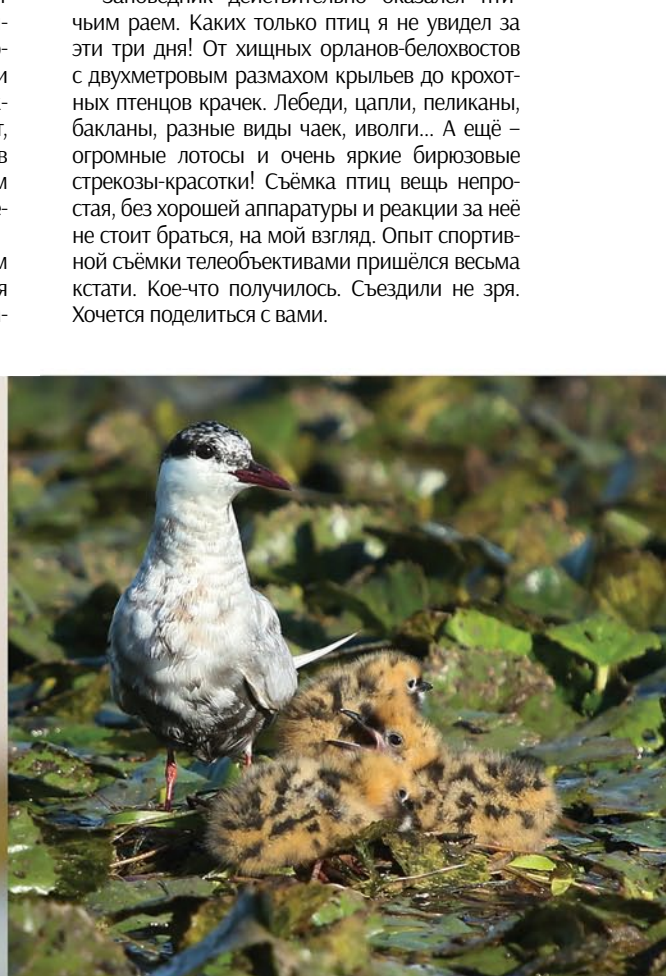 Заповедник действительно оказался пти-
чьим раем. Каких только птиц я не увидел за
эти три дня! От хищных орланов-белохвостов
с двухметровым размахом крыльев до крохот-
ных птенцов крачек. Лебеди, цапли, пеликаны,
бакланы, разные виды чаек, иволги... А ещё –
огромные лотосы и очень яркие бирюзовые
стрекозы-красотки! Съёмка птиц вещь непро-
стая, без хорошей аппаратуры и реакции за неё
не стоит браться, на мой взгляд. Опыт спортив-
ной съёмки телеобъективами пришёлся весьма
кстати. Кое-что получилось. Съездили не зря.
Хочется поделиться с вами.